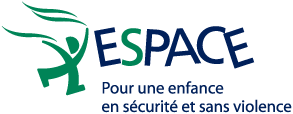 ESPACE
Pour une enfance
en sécurité et sans violence